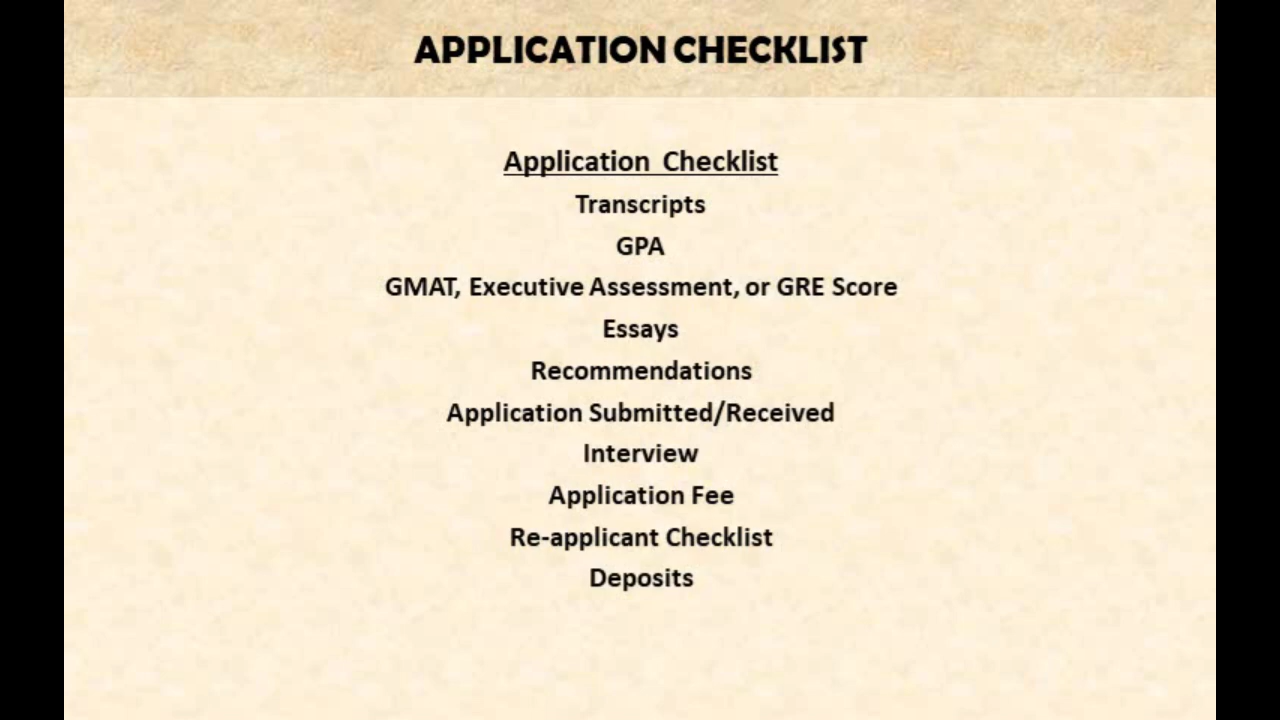 APPLICATION CHECKLIST
Application Checklist
Transcripts
GPA
GMAT, Executive Assessment, or GRE Score
Essays
Recommendations
Application Submitted/Received
Interview
Application Fee
Re-applicant Checklist
Deposits